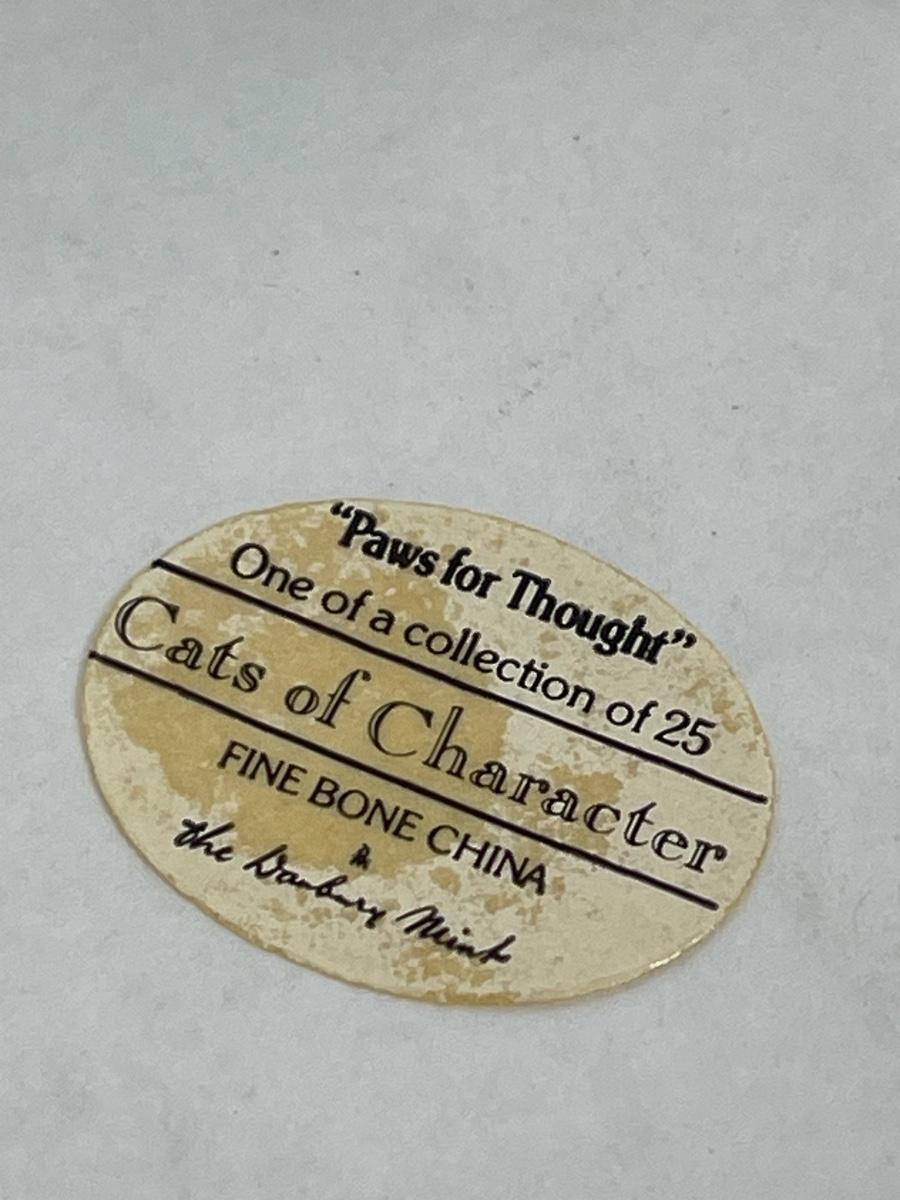 “Paws for Thought”
One of a collection of 25
Cats of Character
FINE BONE CHINA
the Danbury Mint